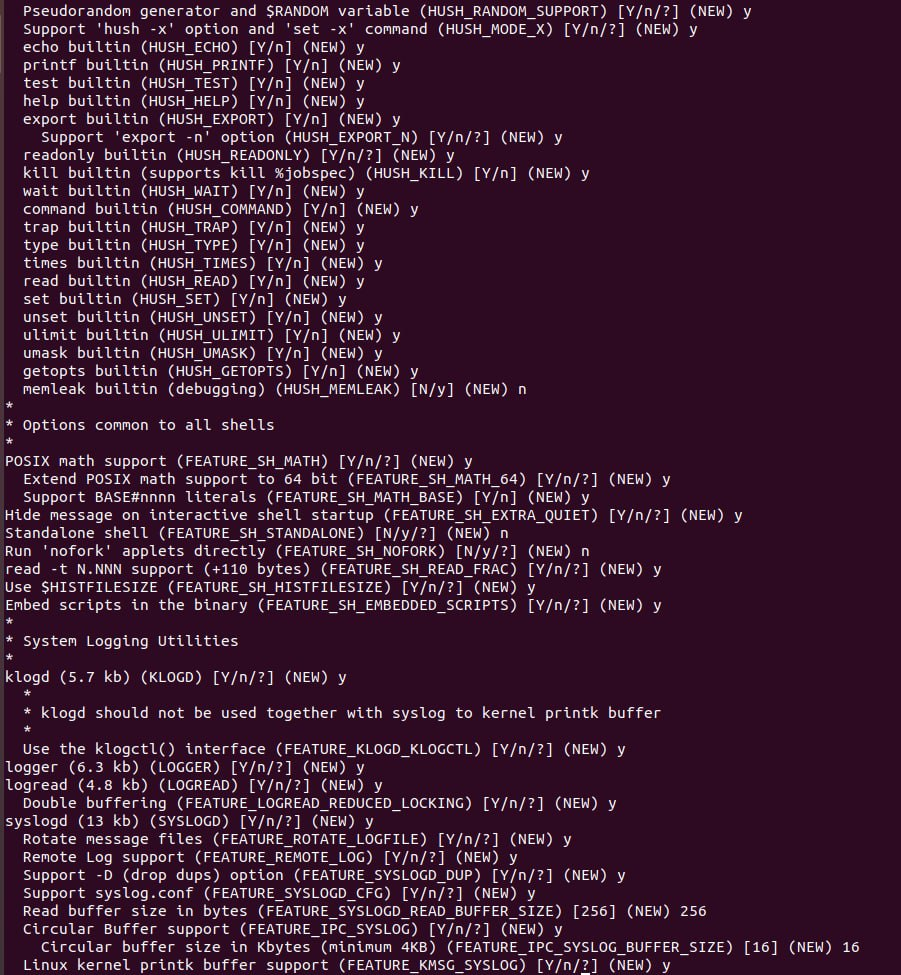 Pseudorandom generator and $RANDOM variable (HUSH_RANDOM_SUPPORT) [Y/n/?] (NEW) y
Support 'hush -x' option and 'set -x' command (HUSH_MODE_X) [Y/n/?] (NEW) y
echo builtin (HUSH_ECHO) [Y/n] (NEW) y
printf builtin (HUSH_PRINTF) [Y/n] (NEW) y
test builtin (HUSH_TEST) [Y/n] (NEW) y
help builtin (HUSH_HELP) [Y/n] (NEW) y
export builtin (HUSH_EXPORT) [Y/n] (NEW) y
Support 'export -n' option (HUSH_EXPORT_N) [Y/n/?] (NEW) y
readonly builtin (HUSH_READONLY) [Y/n/?] (NEW) y
kill builtin (supports kill %jobspec) (HUSH_KILL) [Y/n] (NEW) y
wait builtin (HUSH_WAIT) [Y/n] (NEW) y
command builtin (HUSH_COMMAND) [Y/n] (NEW) y
trap builtin (HUSH_TRAP) [Y/n] (NEW) y
type builtin (HUSH_TYPE) [Y/n] (NEW) y
times builtin (HUSH_TIMES) [Y/n] (NEW) y
read builtin (HUSH_READ) [Y/n] (NEW) y
set builtin (HUSH_SET) [Y/n] (NEW) y
unset builtin (HUSH_UNSET) [Y/n] (NEW) y
ulimit builtin (HUSH_ULIMIT) [Y/n] (NEW) y
umask builtin (HUSH_UMASK) [Y/n] (NEW) y
getopts builtin (HUSH_GETOPTS) [Y/n] (NEW) y
memleak builtin (debugging) (HUSH_MEMLEAK) [N/y] (NEW) n
*
* Options common to all shells
*
POSIX math support (FEATURE_SH_MATH) [Y/n/?] (NEW) y
Extend POSIX math support to 64 bit (FEATURE_SH_MATH_64) [Y/n/?] (NEW) y
Support BASE#nnnn literals (FEATURE_SH_MATH_BASE) [Y/n] (NEW) y
Hide message on interactive shell startup (FEATURE_SH_EXTRA_QUIET) [Y/n/?] (NEW) y
Standalone shell (FEATURE_SH_STANDALONE) [N/y/?] (NEW) n
Run 'nofork' applets directly (FEATURE_SH_NOFORK) [N/y/?] (NEW) n
read -t N.NNN support (+110 bytes) (FEATURE_SH_READ_FRAC) [Y/n/?] (NEW) y
Use $HISTFILESIZE (FEATURE_SH_HISTFILESIZE) [Y/n/?] (NEW) y
Embed scripts in the binary (FEATURE_SH_EMBEDDED_SCRIPTS) [Y/n/?] (NEW) y
*
* System Logging Utilities
*
klogd (5.7 kb) (KLOGD) [Y/n/?] (NEW) y
*
* klogd should not be used together with syslog to kernel printk buffer
*
Use the klogctl() interface (FEATURE_KLOGD_KLOGCTL) [Y/n/?] (NEW) y
logger (6.3 kb) (LOGGER) [Y/n/?] (NEW) y
logread (4.8 kb) (LOGREAD) [Y/n/?] (NEW) y
Double buffering (FEATURE_LOGREAD_REDUCED_LOCKING) [Y/n/?] (NEW) y
syslogd (13 kb) (SYSLOGD) [Y/n/?] (NEW) y
Rotate message files (FEATURE_ROTATE_LOGFILE) [Y/n/?] (NEW) y
Remote Log support (FEATURE_REMOTE_LOG) [Y/n/?] (NEW) y
Support -D (drop dups) option (FEATURE_SYSLOGD_DUP) [Y/n/?] (NEW) y
Support syslog.conf (FEATURE_SYSLOGD_CFG) [Y/n/?] (NEW) y
Read buffer size in bytes (FEATURE_SYSLOGD_READ_BUFFER_SIZE) [256] (NEW) 256
Circular Buffer support (FEATURE_IPC_SYSLOG) [Y/n/?] (NEW) y
Circular buffer size in Kbytes (minimum 4KB) (FEATURE_IPC_SYSLOG_BUFFER_SIZE) [16] (NEW) 16
Linux kernel printk buffer support (FEATURE_KMSG_SYSLOG) [Y/n/?] (NEW) y